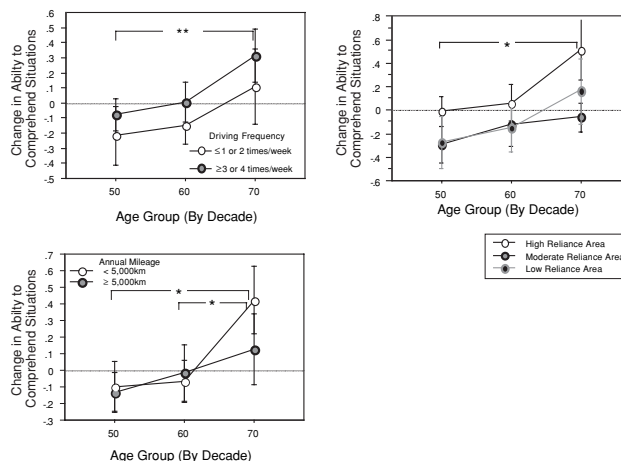 Change in Abilty to
Comprehend Situations
.6
.5
.4
.3
.2
.1
0
-.1
-.2
-.3
-.4
-.5
**
Driving Frequency
≤1 or 2 times/week
≥3 or 4 times/week
50
60
70
Age Group (By Decade)
Change in Abilty to
Comprehend Situations
.8
.6
.4
.2
0
-.2
-.4
-.6
*
50
60
70
Age Group (By Decade)
High Reliance Area
Moderate Reliance Area
Low Reliance Area
Change in Abilty to
Comprehend Situations
.7
.6
.5
.4
.3
.2
.1
0
-.1
-.2
-.3
Annual Mileage
< 5,000km
≥ 5,000km
*
*
50
60
70
Age Group (By Decade)